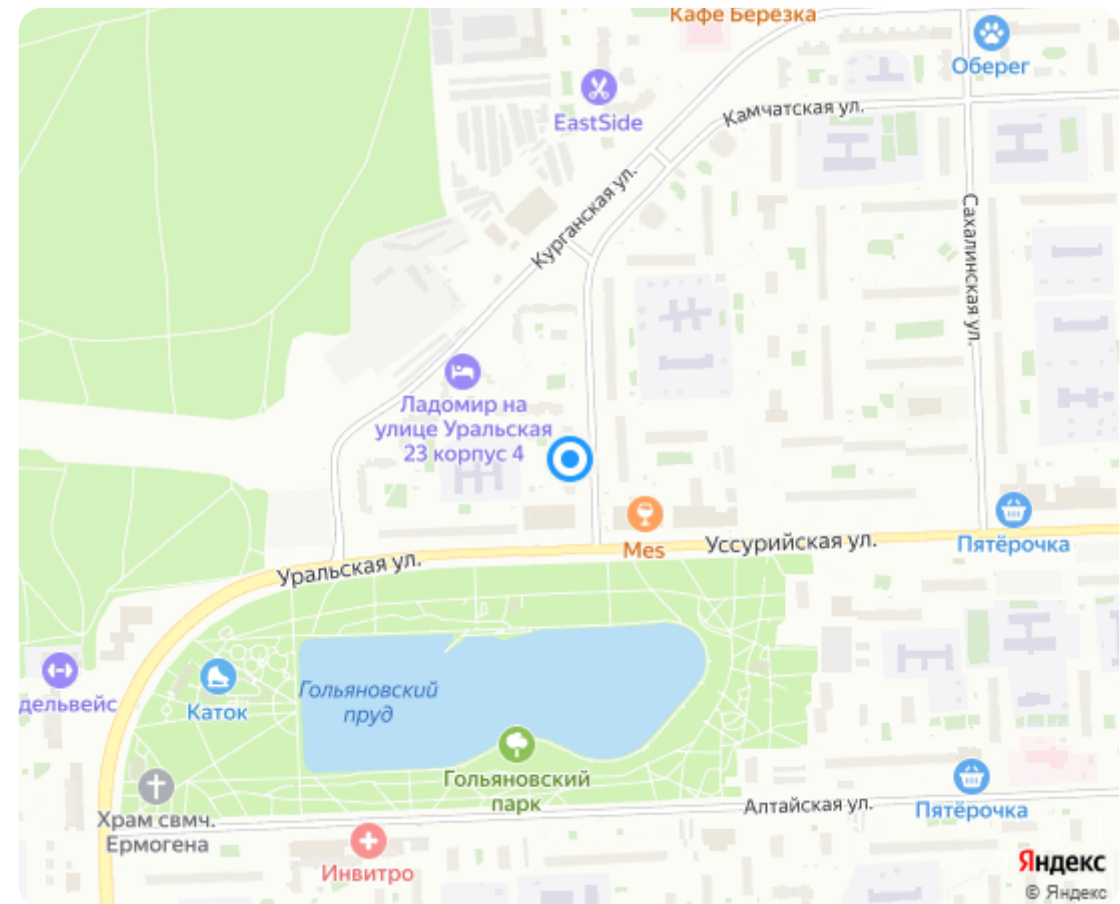 Кафе Берёзка
Оберег
EastSide
Камчатская ул.
Курганская ул.
Сахалинская ул.
Ладомир на
улице Уральская
23 корпус 4
Mes
Уссурийская ул.
Пятёрочка
Уральская ул.
дельвейс
Каток
Гольяновский
пруд
Гольяновский
парк
Храм свмч.
Ермогена
Алтайская ул.
Пятёрочка
Инвитро
Яндекс
© Яндекс